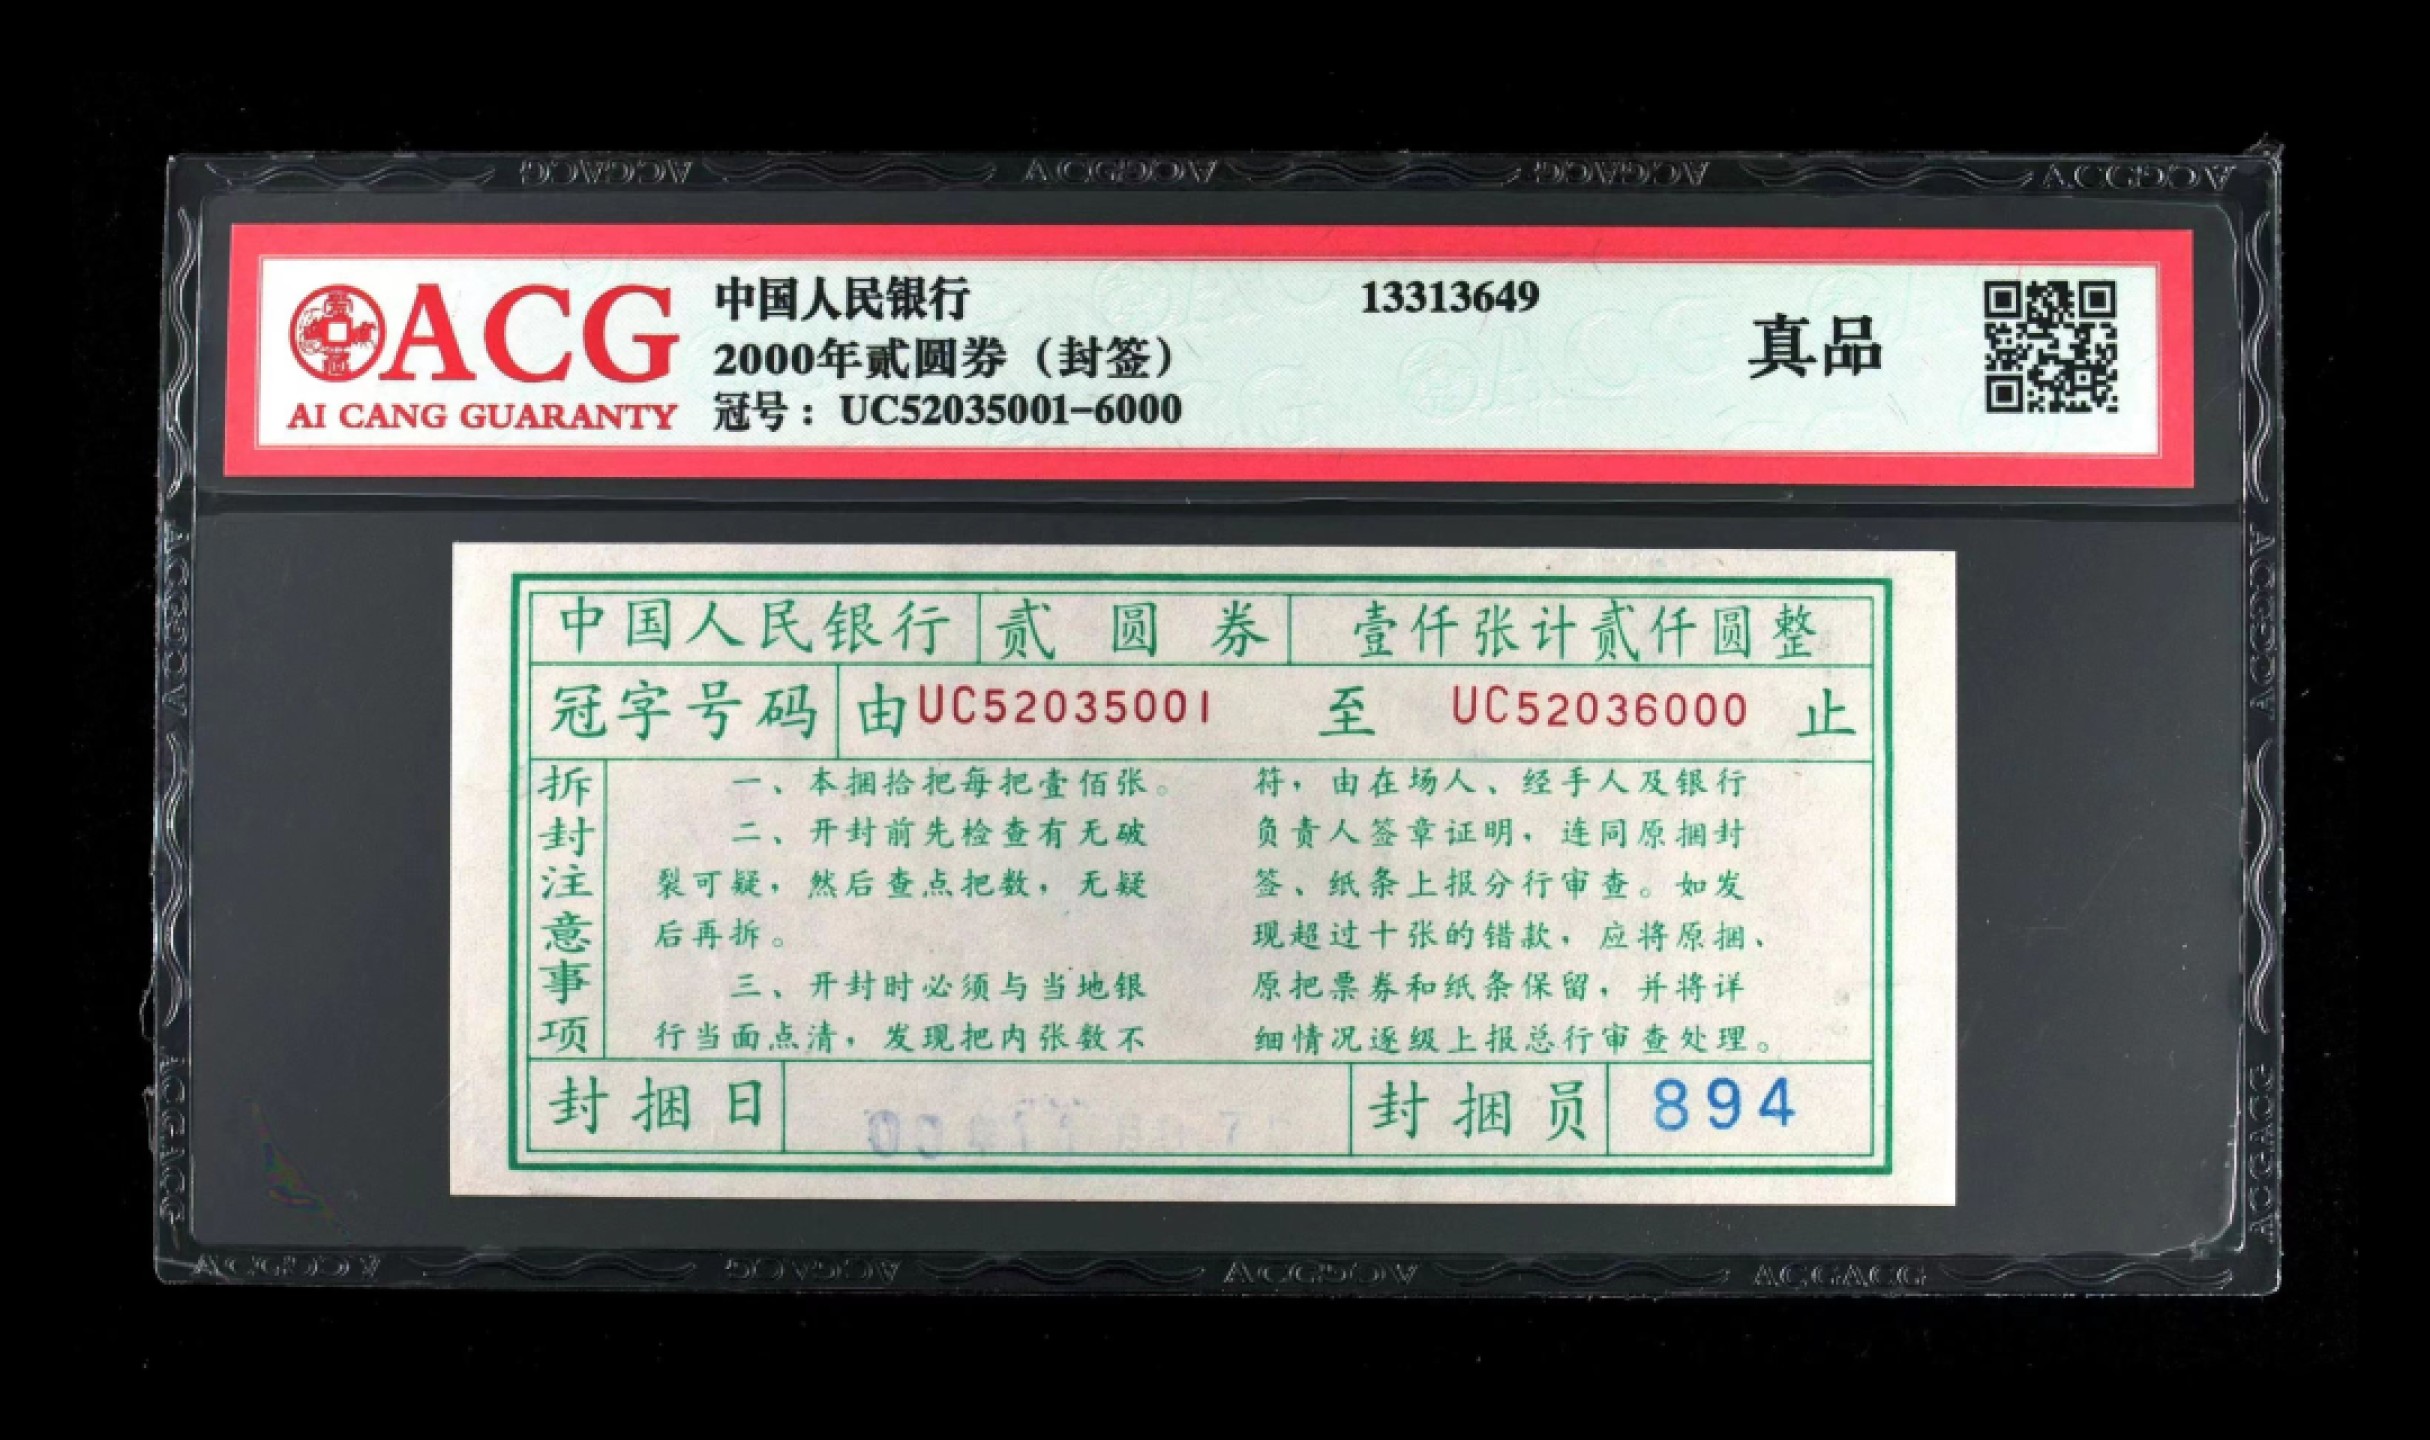 ACG
AI CANG GUARANTY
中国人民银行
2000年贰圆券（封签）
冠号：UC52035001-6000
13313649
真品
中国人民银行 贰圆券 壹仟张计贰仟圆整
冠字号码 由UC52035001 至 UC52036000 止
拆封注意事项
一、本捆拾把每把壹佰张。
二、开封前先检查有无破
裂可疑，然后查点把数，无疑
后再拆。
三、开封时必须与当地银
行当面点清，发现把内张数不
符，由在场人、经手人及银行
负责人签章证明，连同原捆封
签、纸条上报分行审查。如发
现超过十张的错款，应将原捆、
原把票券和纸条保留，并将详
细情况逐级上报总行审查处理。
封捆日 封捆员 894